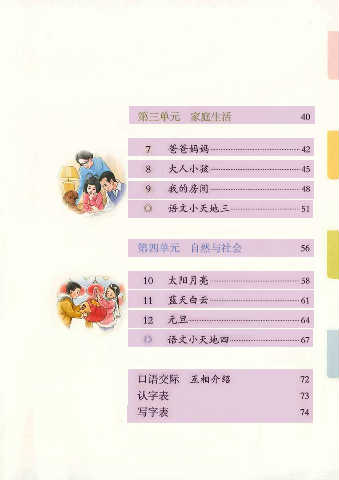 第三单元 家庭生活 40
7 爸爸妈妈 42
8 大人小孩 45
9 我的房间 48
◎ 语文小天地三 51
第四单元 自然与社会 56
10 太阳月亮 58
11 蓝天白云 61
12 元旦 64
◎ 语文小天地四 67
口语交际 互相介绍 72
认字表 73
写字表 74